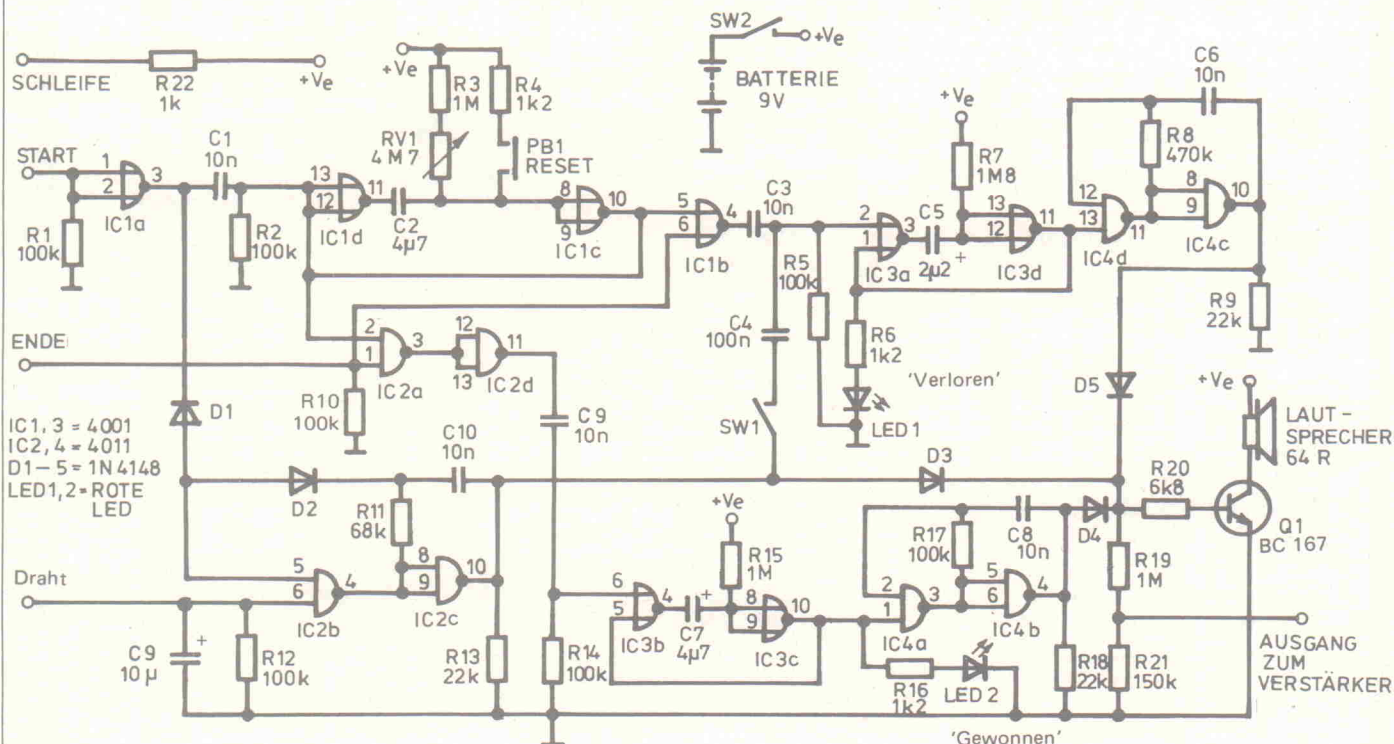 SW2
+Ve
BATTERIE
9V
SCHLEIFE
R22
1k
+Ve
+Ve
R3
1M
R4
1k2
RV1
4M7
PB1
RESET
C6
10n
+Ve
R7
1M8
R8
470k
START
1
2
3
IC1a
R1
100k
C1
10n
R2
100k
13
12
11
IC1d
C2
4µ7
8
9
10
IC1c
5
6
4
IC1b
C3
10n
R5
100k
2
1
3
IC3a
C5
2µ2
+
13
12
11
IC3d
12
13
11
IC4d
8
9
10
IC4c
R9
22k
C4
100n
R6
1k2
'Verloren'
LED1
SW1
ENDE
2
1
3
IC2a
12
13
11
IC2d
R10
100k
C9
10n
D5
+Ve
LAUT-
SPRECHER
64 R
IC1,3 = 4001
IC2,4 = 4011
D1-5 = 1N4148
LED1,2 = ROTE
LED
D1
D2
C10
10n
R11
68k
D3
R20
6k8
Q1
BC 167
Draht
5
6
4
IC2b
8
9
10
IC2c
C9
10µ
+
R12
100k
R13
22k
R14
100k
+Ve
R15
1M
6
5
4
IC3b
C7
4µ7
+
8
9
10
IC3c
R17
100k
C8
10n
D4
2
1
3
IC4a
5
6
4
IC4b
R16
1k2
LED 2
R18
22k
R19
1M
R21
150k
AUSGANG
ZUM
VERSTÄRKER
'Gewonnen'